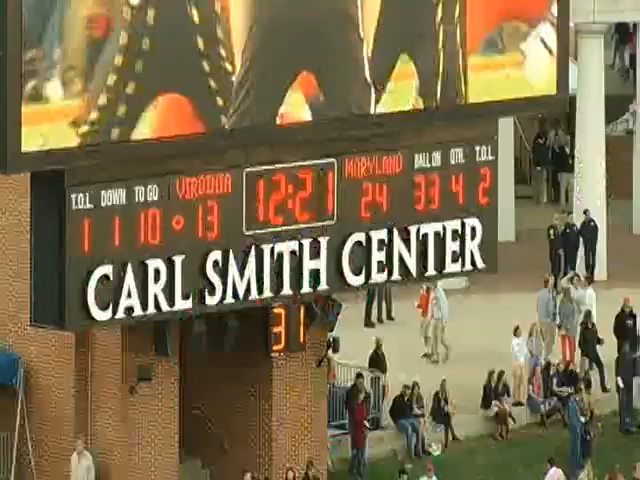 T.O.L. DOWN TO GO VIRGINIA 12:21 MARYLAND BALL ON QTR. T.O.L.
1 1 10 13 24 33 4 2
CARL SMITH CENTER
31